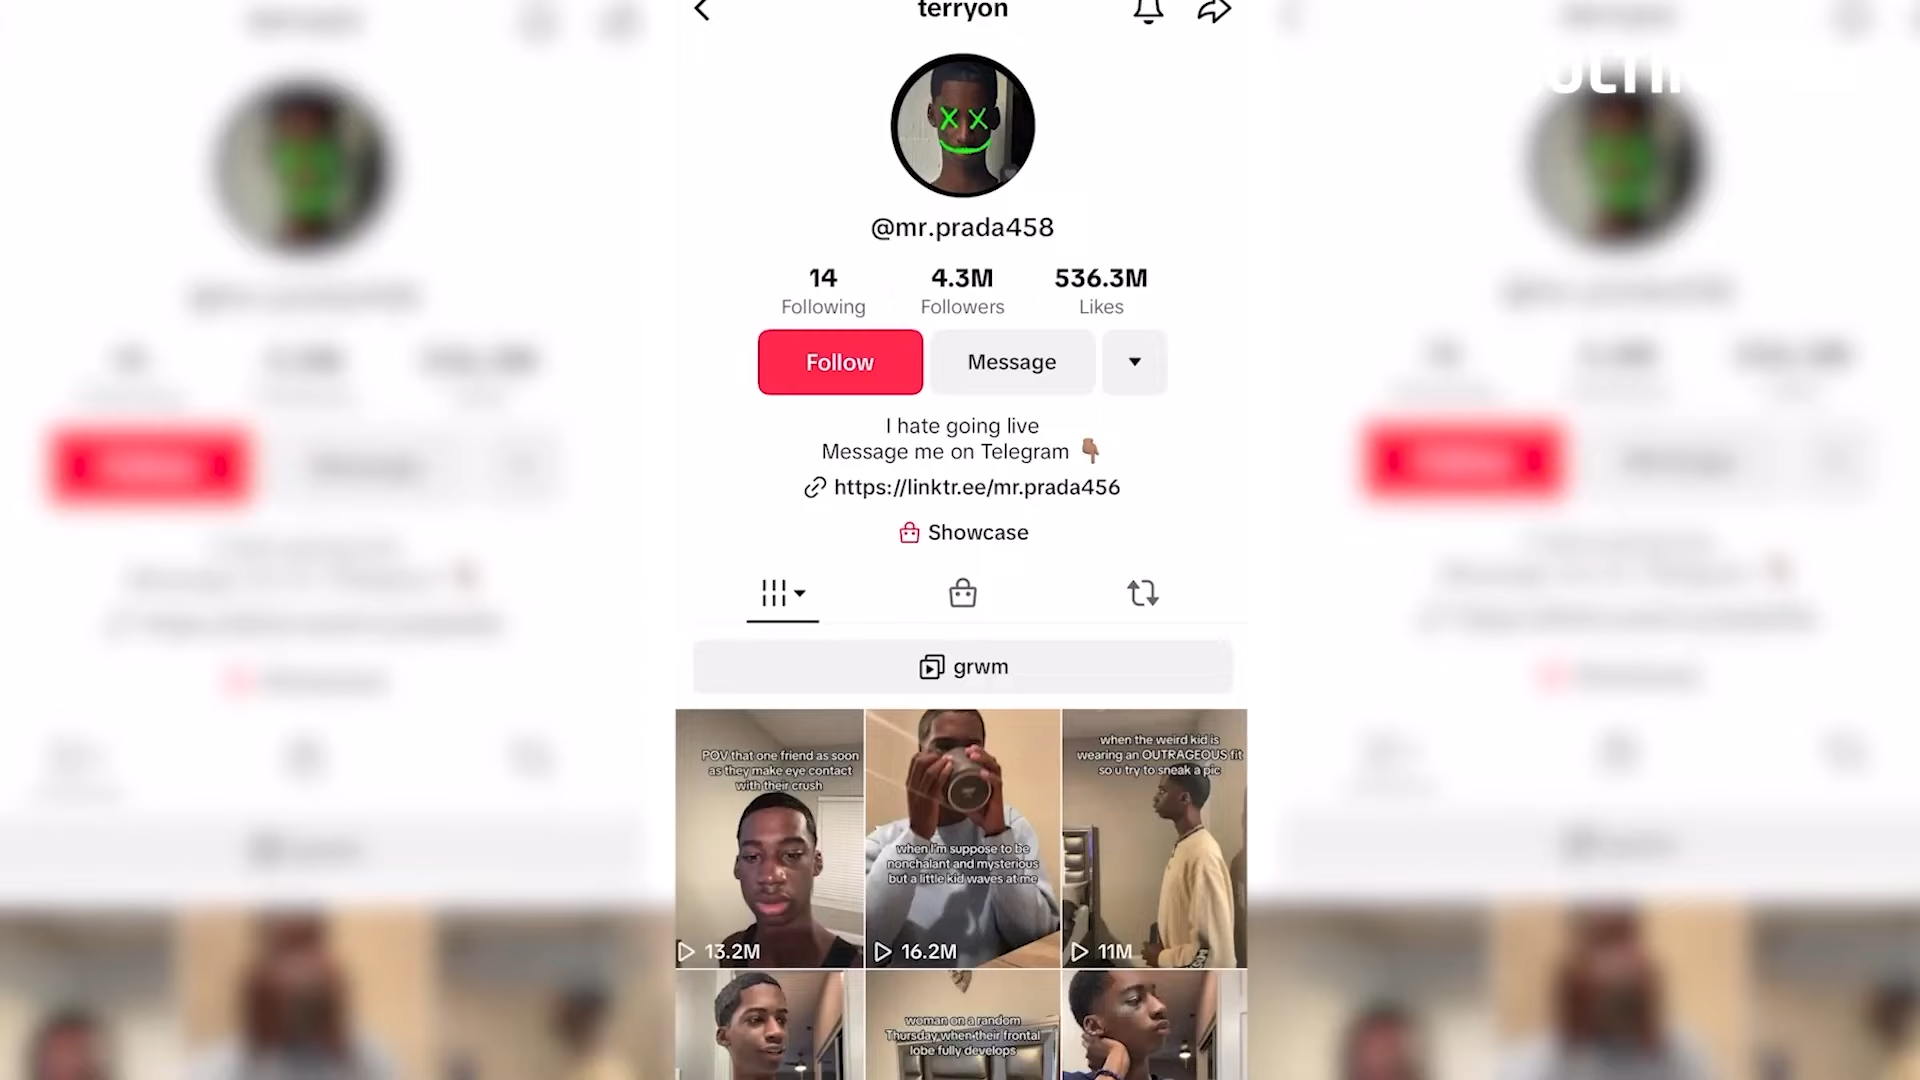 terryon
@mr.prada458
14 4.3M 536.3M
Following Followers Likes
Follow Message
I hate going live
Message me on Telegram 👇🏽
https://linktr.ee/mr.prada456
Showcase
grwm
POV that one friend as soon
as they make eye contact
with their crush
13.2M
when I'm suppose to be
nonchalant and mysterious
but a little kid waves at me
16.2M
when the weird kid is
wearing an OUTRAGEOUS fit
so u try to sneak a pic
11M
woman on a random
Thursday when their frontal
lobe fully develops